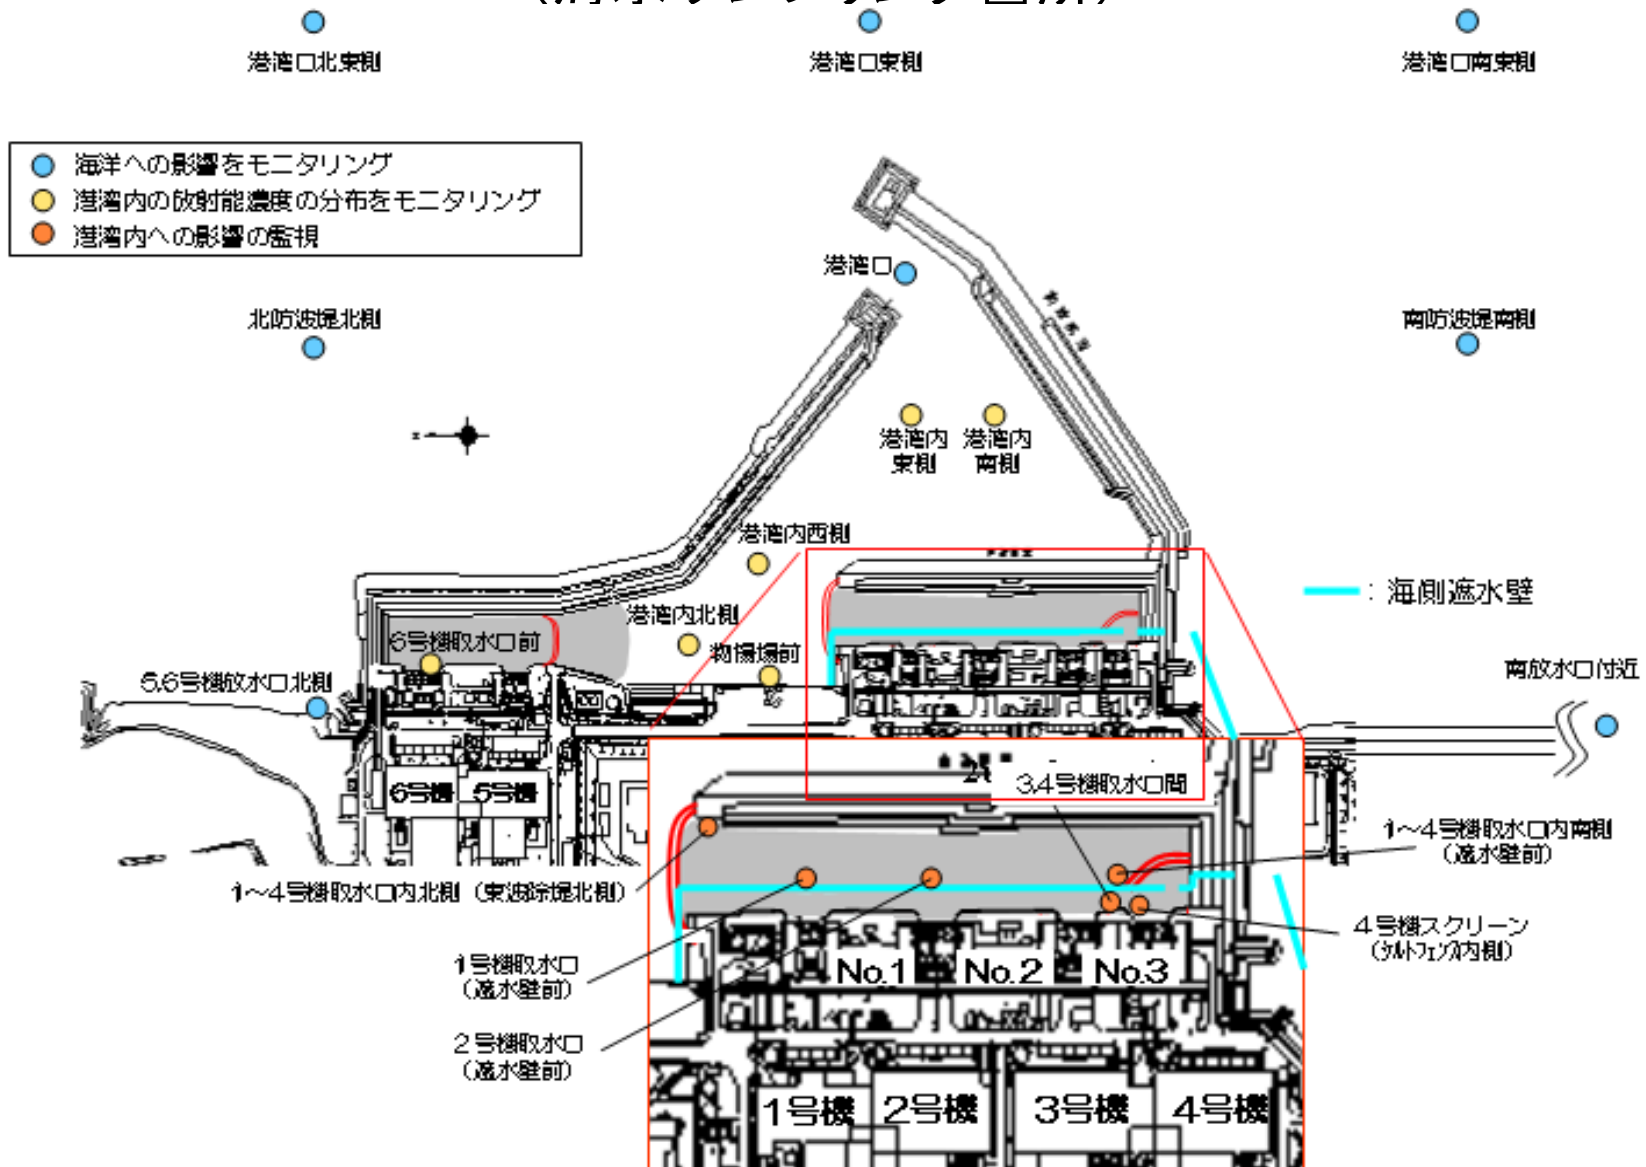 港湾口北東側
港湾口東側
港湾口南東側
海洋への影響をモニタリング
港湾内の放射能濃度の分布をモニタリング
港湾内への影響の監視
港湾口
北防波堤北側
南防波堤南側
港湾内
東側
港湾内
南側
港湾内西側
：海側遮水壁
港湾内北側
6号機取水口前
物揚場前
5,6号機放水口北側
南放水口付近
6号機
5号機
3,4号機取水口間
1～4号機取水口内南側
(遮水壁前)
1～4号機取水口内北側（東波除堤北側）
4号機スクリーン
(シルトフェンス内側)
1号機取水口
(遮水壁前)
No.1
No.2
No.3
2号機取水口
(遮水壁前)
1号機
2号機
3号機
4号機